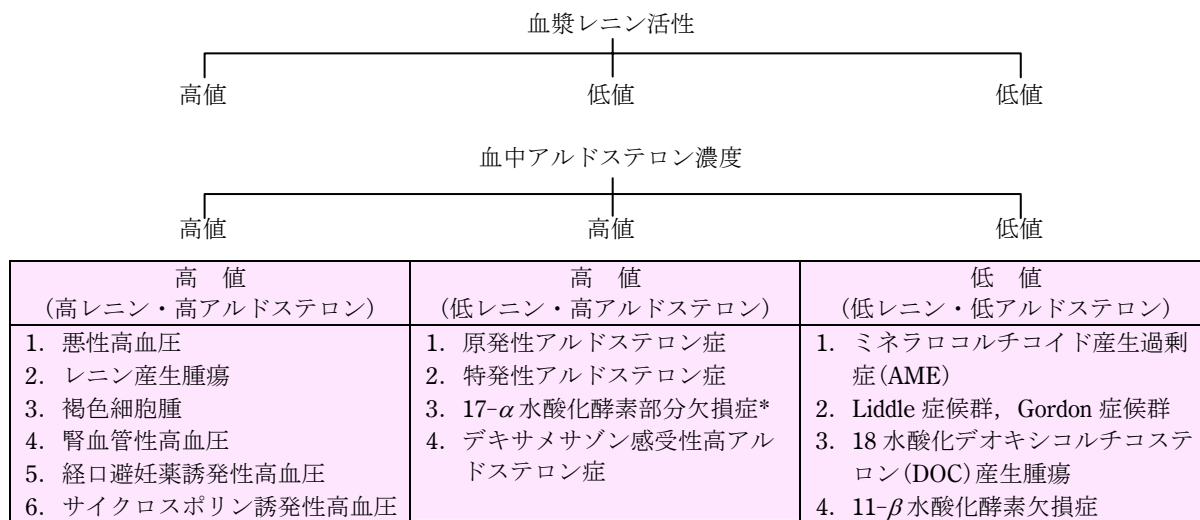 血漿レニン活性
高値 低値 低値
血中アルドステロン濃度
高値 高値 低値
高 値
(高レニン・高アルドステロン)
1. 悪性高血圧
2. レニン産生腫瘍
3. 褐色細胞腫
4. 腎血管性高血圧
5. 経口避妊薬誘発性高血圧
6. サイクロスポリン誘発性高血圧
高 値
(低レニン・高アルドステロン)
1. 原発性アルドステロン症
2. 特発性アルドステロン症
3. 17-α水酸化酵素部分欠損症*
4. デキサメサゾン感受性高アル
ドステロン症
低 値
(低レニン・低アルドステロン)
1. ミネラロコルチコイド産生過剰
症(AME)
2. Liddle 症候群，Gordon 症候群
3. 18 水酸化デオキシコルチコステ
ロン(DOC)産生腫瘍
4. 11-β水酸化酵素欠損症